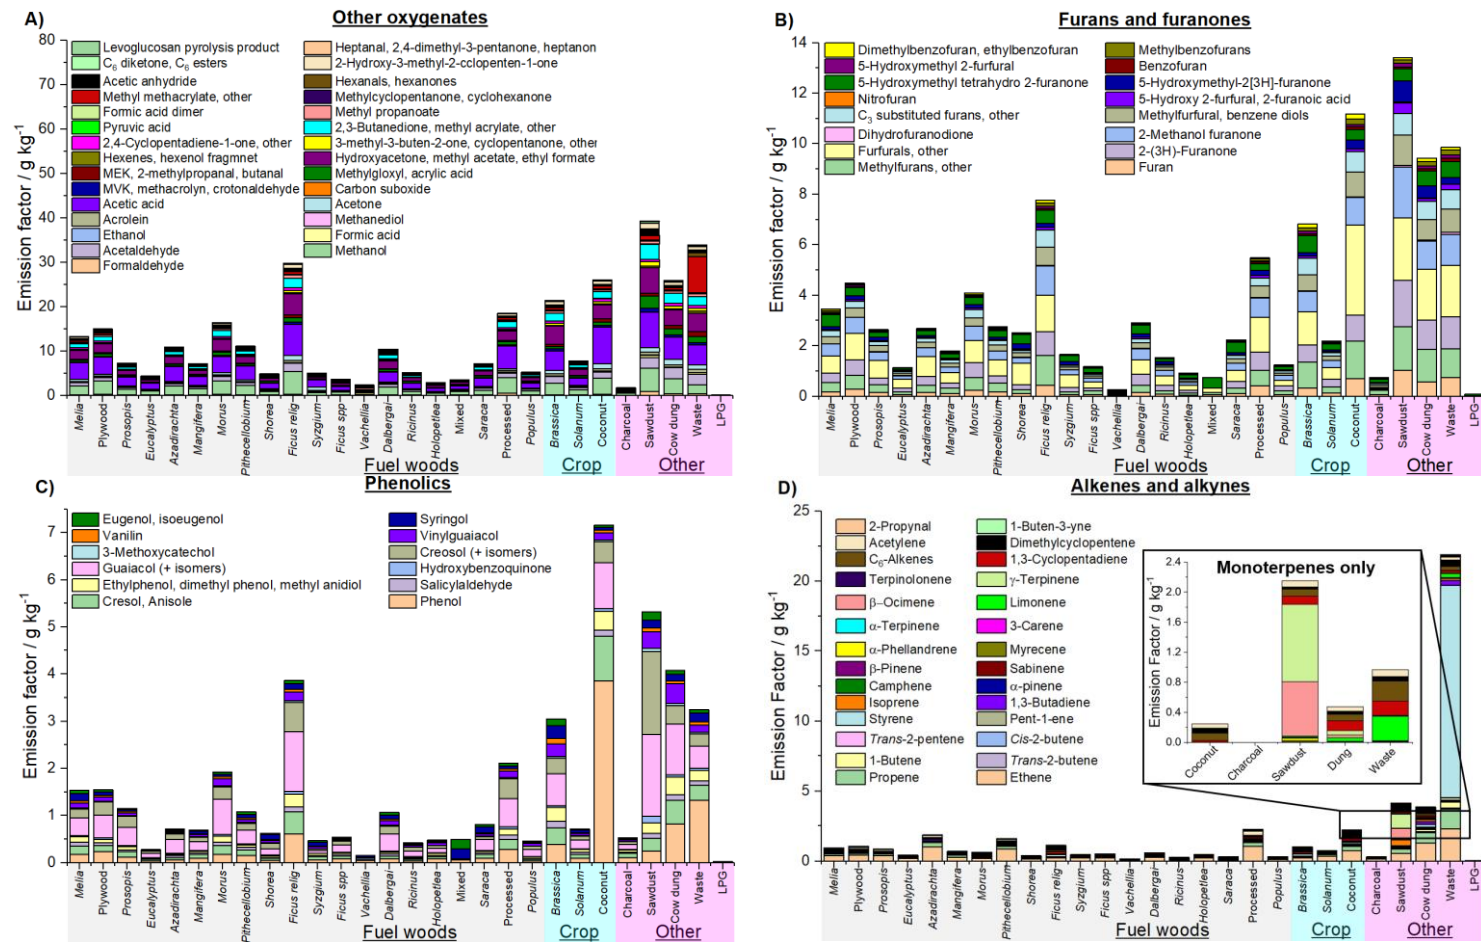 A)
Other oxygenates
Emission factor / g kg-1
80
70
60
50
40
30
20
10
0
Levoglucosan pyrolysis product
C6 diketone, C6 esters
Acetic anhydride
Methyl methacrylate, other
Formic acid dimer
Pyruvic acid
2,4-Cyclopentadiene-1-one, other
Hexenes, hexenol fragmnet
MEK, 2-methylpropanal, butanal
MVK, methacrolyn, crotonaldehyde
Acetic acid
Acrolein
Ethanol
Acetaldehyde
Formaldehyde
Heptanal, 2,4-dimethyl-3-pentanone, heptanon
2-Hydroxy-3-methyl-2-cclopenten-1-one
Hexanals, hexanones
Methylcyclopentanone, cyclohexanone
Methyl propanoate
2,3-Butanedione, methyl acrylate, other
3-methyl-3-buten-2-one, cyclopentanone, other
Hydroxyacetone, methyl acetate, ethyl formate
Methylgloxyl, acrylic acid
Carbon suboxide
Acetone
Methanediol
Formic acid
Methanol
Melia
Plywood
Prosopis
Eucalyptus
Azadirachta
Mangifera
Morus
Pithecellobium
Shorea
Ficus relig
Syzgium
Ficus spp
Vachellia
Dalbergai
Ricinus
Holopetlea
Mixed
Saraca
Processed
Populus
Brassica
Solanum
Coconut
Charcoal
Sawdust
Cow dung
Waste
LPG
Fuel woods
Crop
Other
B)
Furans and furanones
Emission factor / g kg-1
14
12
10
8
6
4
2
0
Dimethylbenzofuran, ethylbenzofuran
5-Hydroxymethyl 2-furfural
5-Hydroxymethyl tetrahydro 2-furanone
Nitrofuran
C3 substituted furans, other
Dihydrofuranodione
Furfurals, other
Methylfurans, other
Methylbenzofurans
Benzofuran
5-Hydroxymethyl-2[3H]-furanone
5-Hydroxy 2-furfural, 2-furanoic acid
Methylfurfural, benzene diols
2-Methanol furanone
2-(3H)-Furanone
Furan
Melia
Plywood
Prosopis
Eucalyptus
Azadirachta
Mangifera
Morus
Pithecellobium
Shorea
Ficus relig
Syzgium
Ficus spp
Vachellia
Dalbergai
Ricinus
Holopetlea
Mixed
Saraca
Processed
Populus
Brassica
Solanum
Coconut
Charcoal
Sawdust
Cow dung
Waste
LPG
Fuel woods
Crop
Other
C)
Phenolics
Emission factor / g kg-1
7
6
5
4
3
2
1
0
Eugenol, isoeugenol
Vanilin
3-Methoxycatechol
Guaiacol (+ isomers)
Ethylphenol, dimethyl phenol, methyl anidiol
Cresol, Anisole
Syringol
Vinylguaiacol
Creosol (+ isomers)
Hydroxybenzoquinone
Salicylaldehyde
Phenol
Melia
Plywood
Prosopis
Eucalyptus
Azadirachta
Mangifera
Morus
Pithecellobium
Shorea
Ficus relig
Syzgium
Ficus spp
Vachellia
Dalbergai
Ricinus
Holopetlea
Mixed
Saraca
Processed
Populus
Brassica
Solanum
Coconut
Charcoal
Sawdust
Cow dung
Waste
LPG
Fuel woods
Crop
Other
D)
Alkenes and alkynes
Emission Factor / g kg-1
25
20
15
10
5
0
2-Propynal
Acetylene
C6-Alkenes
Terpinolonene
β-Ocimene
α-Terpinene
α-Phellandrene
β-Pinene
Camphene
Isoprene
Styrene
Trans-2-pentene
1-Butene
Propene
1-Buten-3-yne
Dimethylcyclopentene
1,3-Cyclopentadiene
γ-Terpinene
Limonene
3-Carene
Myrecene
Sabinene
α-pinene
1,3-Butadiene
Pent-1-ene
Cis-2-butene
Trans-2-butene
Ethene
Monoterpenes only
Emission Factor / g kg-1
2.4
1.8
1.2
0.6
0.0
Coconut
Charcoal
Sawdust
Dung
Waste
Melia
Plywood
Prosopis
Eucalyptus
Azadirachta
Mangifera
Morus
Pithecellobium
Shorea
Ficus relig
Syzgium
Ficus spp
Vachellia
Dalbergai
Ricinus
Holopetlea
Mixed
Saraca
Processed
Populus
Brassica
Solanum
Coconut
Charcoal
Sawdust
Cow dung
Waste
LPG
Fuel woods
Crop
Other